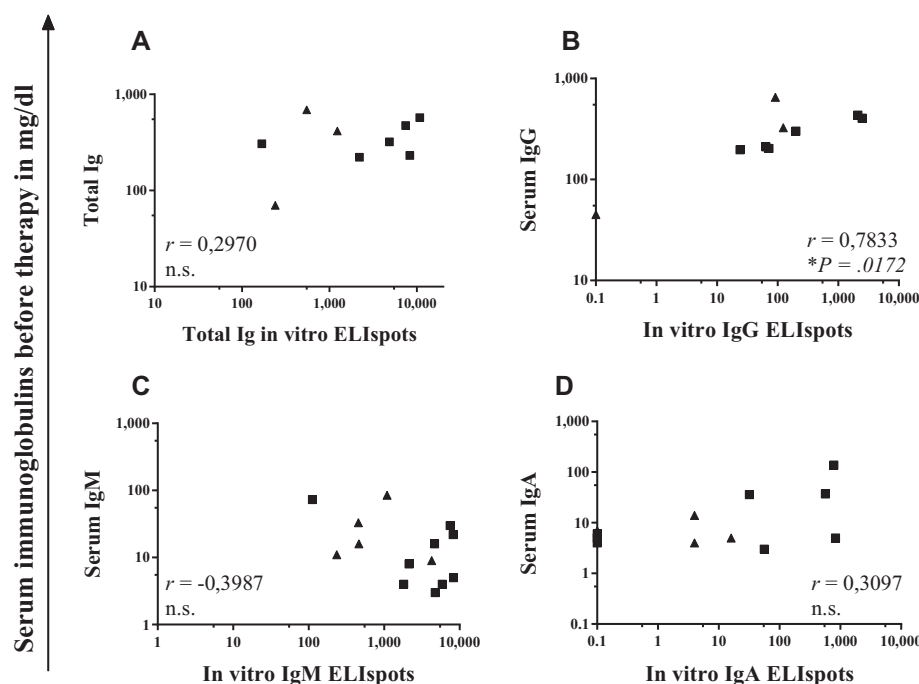 Serum immunoglobulins before therapy in mg/dl
A
Total Ig
1,000
100
10
r = 0,2970
n.s.
10 100 1,000 10,000
Total Ig in vitro ELIspots
B
Serum IgG
1,000
100
10
r = 0,7833
*P = .0172
0.1 1 10 100 1,000 10,000
In vitro IgG ELIspots
C
Serum IgM
1,000
100
10
1
r = -0,3987
n.s.
1 10 100 1,000 10,000
In vitro IgM ELIspots
D
Serum IgA
1,000
100
10
1
0.1
r = 0,3097
n.s.
0.1 1 10 100 1,000 10,000
In vitro IgA ELIspots